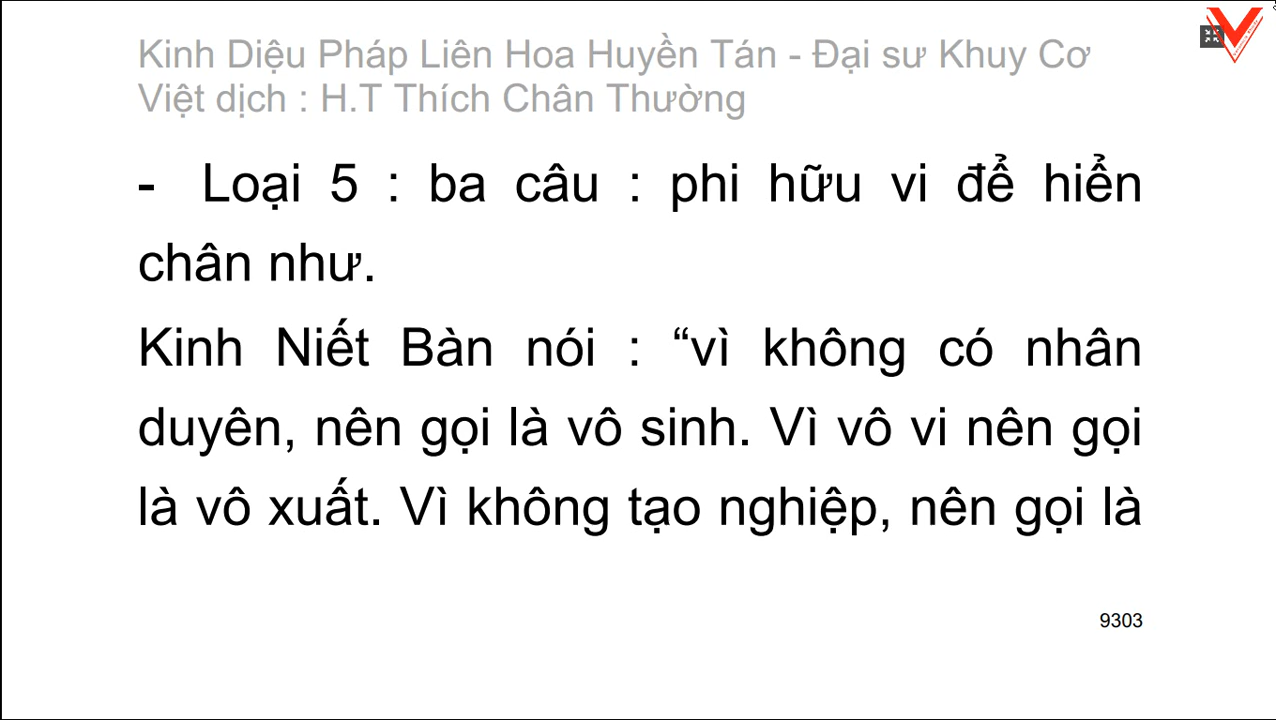 Kinh Diệu Pháp Liên Hoa Huyền Tán - Đại sư Khuy Cơ
Việt dịch : H.T Thích Chân Thường
- Loại 5 : ba câu : phi hữu vi để hiển
chân như.
Kinh Niết Bàn nói : “vì không có nhân
duyên, nên gọi là vô sinh. Vì vô vi nên gọi
là vô xuất. Vì không tạo nghiệp, nên gọi là
9303